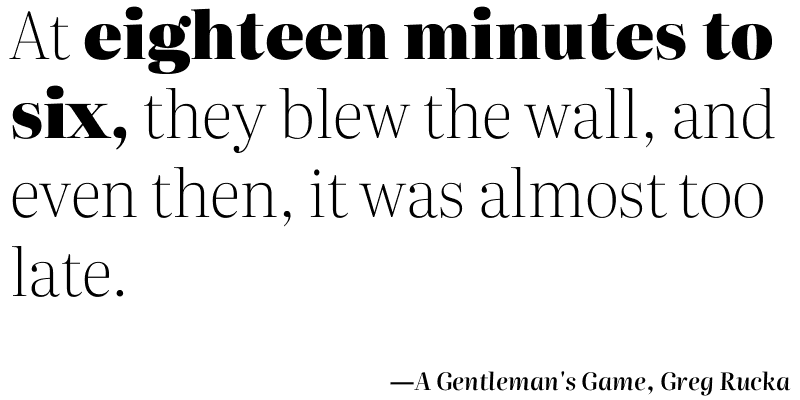 At eighteen minutes to
six, they blew the wall, and
even then, it was almost too
late.
—A Gentleman's Game, Greg Rucka